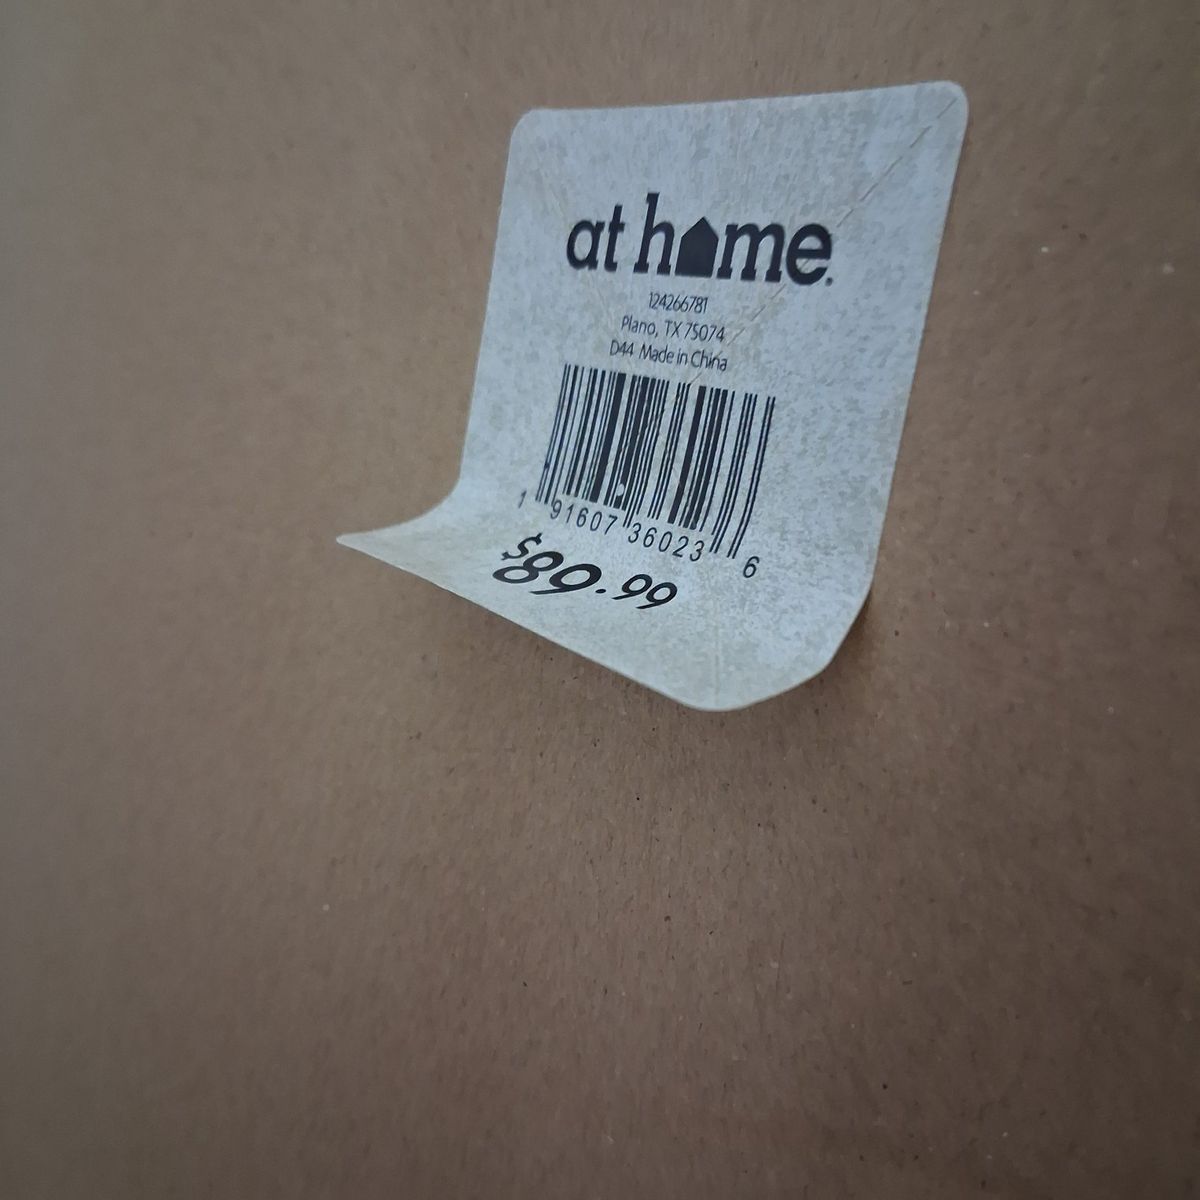 at home.
124266781
Plano, TX 75074
D44 Made in China
1 91607 36023 6
$89.99